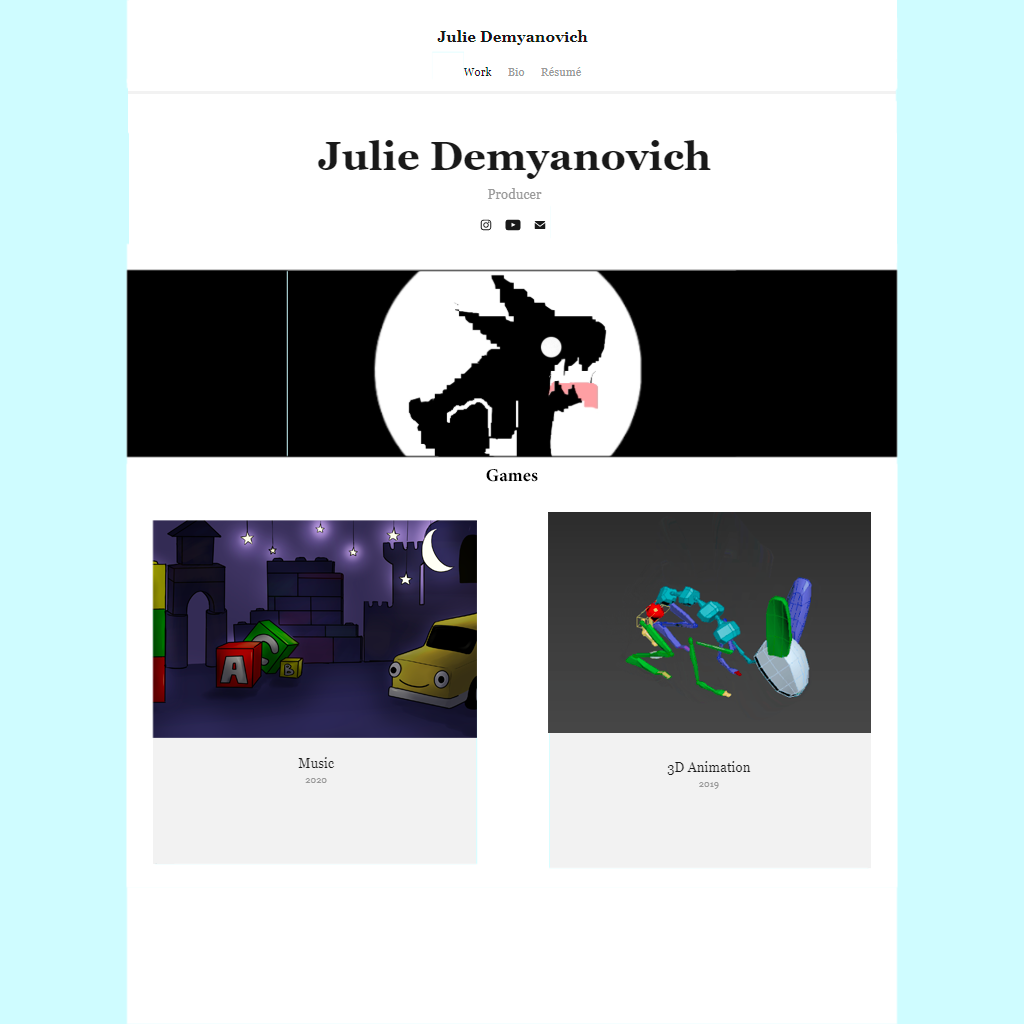 Julie Demyanovich
Work Bio Résumé
Julie Demyanovich
Producer
Games
A
C
B
Music
2020
3D Animation
2019